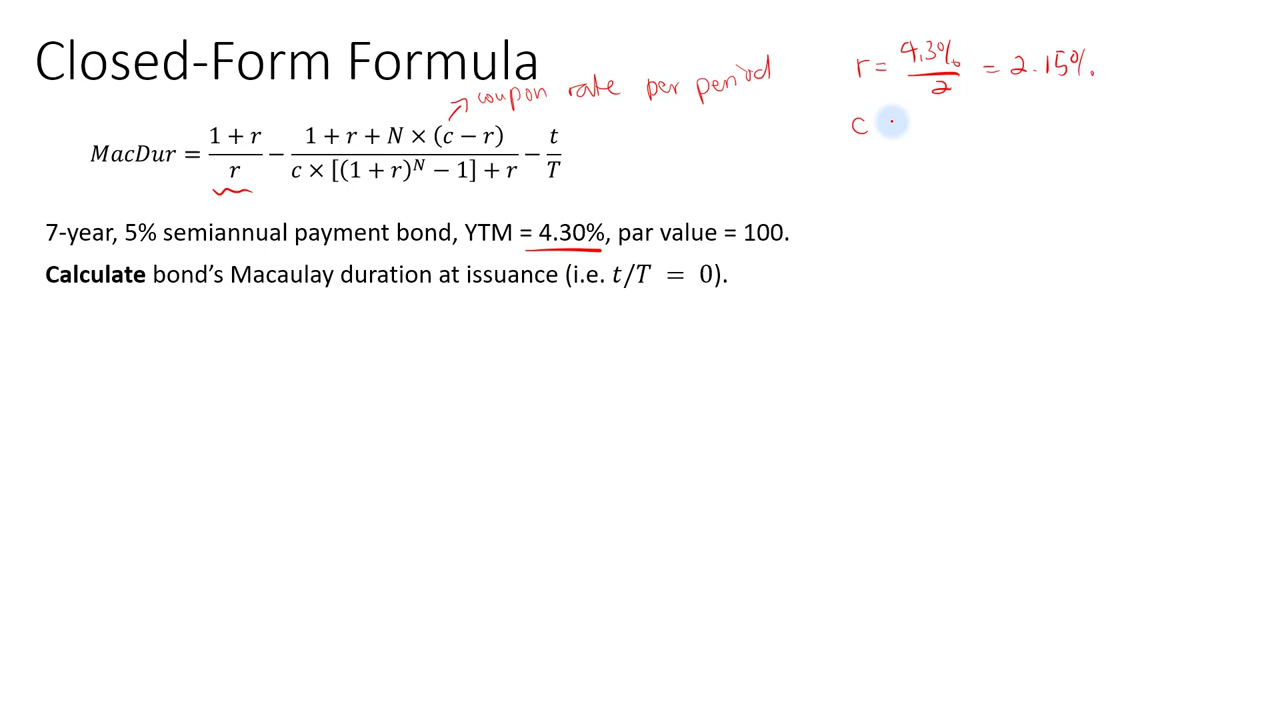 Closed-Form Formula
r = 4.3% / 2 = 2.15%.
→ coupon rate per period
c
MacDur = (1 + r)/r − (1 + r + N × (c − r))/(c × [(1 + r)^N − 1] + r) − t/T
7-year, 5% semiannual payment bond, YTM = 4.30%, par value = 100.
Calculate bond's Macaulay duration at issuance (i.e. t/T = 0).